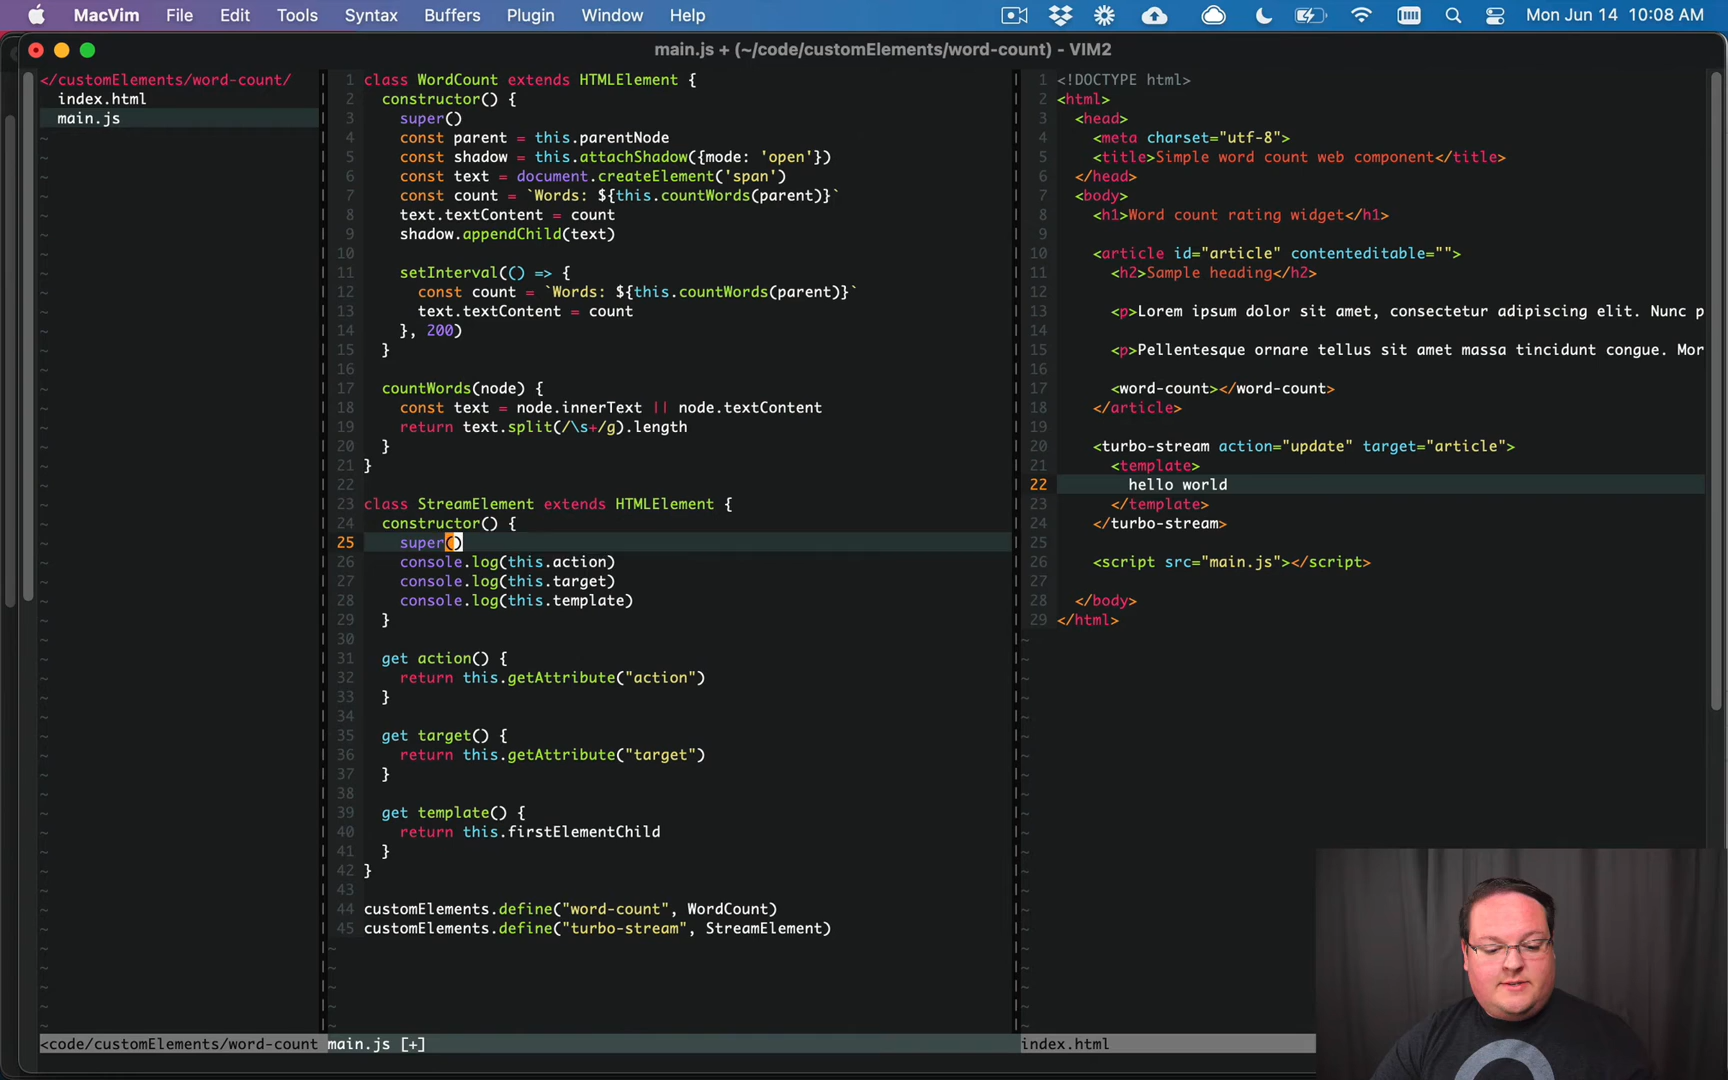 MacVim File Edit Tools Syntax Buffers Plugin Window Help Mon Jun 14 10:08 AM
main.js + (~/code/customElements/word-count) - VIM2
</customElements/word-count/
index.html
main.js
1 class WordCount extends HTMLElement {
2 constructor() {
3 super()
4 const parent = this.parentNode
5 const shadow = this.attachShadow({mode: 'open'})
6 const text = document.createElement('span')
7 const count = `Words: ${this.countWords(parent)}`
8 text.textContent = count
9 shadow.appendChild(text)
10
11 setInterval(() => {
12 const count = `Words: ${this.countWords(parent)}`
13 text.textContent = count
14 }, 200)
15 }
16
17 countWords(node) {
18 const text = node.innerText || node.textContent
19 return text.split(/\s+/g).length
20 }
21 }
22
23 class StreamElement extends HTMLElement {
24 constructor() {
25 super()
26 console.log(this.action)
27 console.log(this.target)
28 console.log(this.template)
29 }
30
31 get action() {
32 return this.getAttribute("action")
33 }
34
35 get target() {
36 return this.getAttribute("target")
37 }
38
39 get template() {
40 return this.firstElementChild
41 }
42 }
43
44 customElements.define("word-count", WordCount)
45 customElements.define("turbo-stream", StreamElement)
1 <!DOCTYPE html>
2 <html>
3 <head>
4 <meta charset="utf-8">
5 <title>Simple word count web component</title>
6 </head>
7 <body>
8 <h1>Word count rating widget</h1>
9
10 <article id="article" contenteditable="">
11 <h2>Sample heading</h2>
12
13 <p>Lorem ipsum dolor sit amet, consectetur adipiscing elit. Nunc p
14
15 <p>Pellentesque ornare tellus sit amet massa tincidunt congue. Mor
16
17 <word-count></word-count>
18 </article>
19
20 <turbo-stream action="update" target="article">
21 <template>
22 hello world
23 </template>
24 </turbo-stream>
25
26 <script src="main.js"></script>
27
28 </body>
29 </html>
<code/customElements/word-count main.js [+] index.html